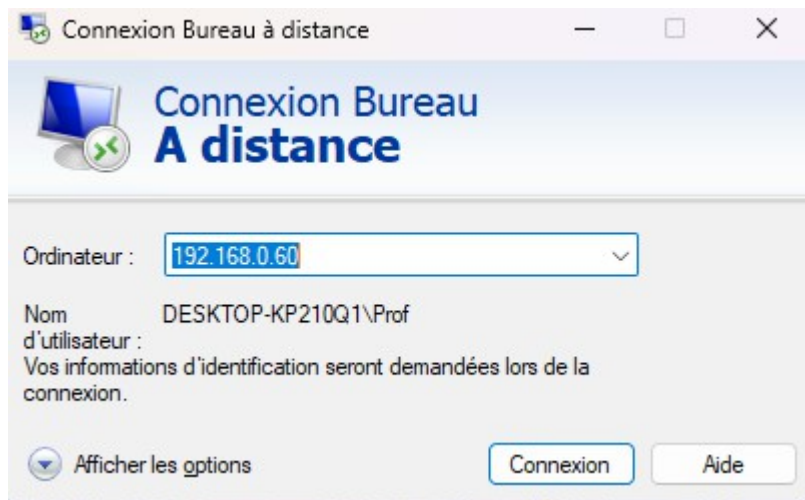 Connexion Bureau à distance
Connexion Bureau
A distance
Ordinateur :
192.168.0.60
Nom
d'utilisateur :
DESKTOP-KP210Q1\Prof
Vos informations d'identification seront demandées lors de la
connexion.
Afficher les options
Connexion
Aide